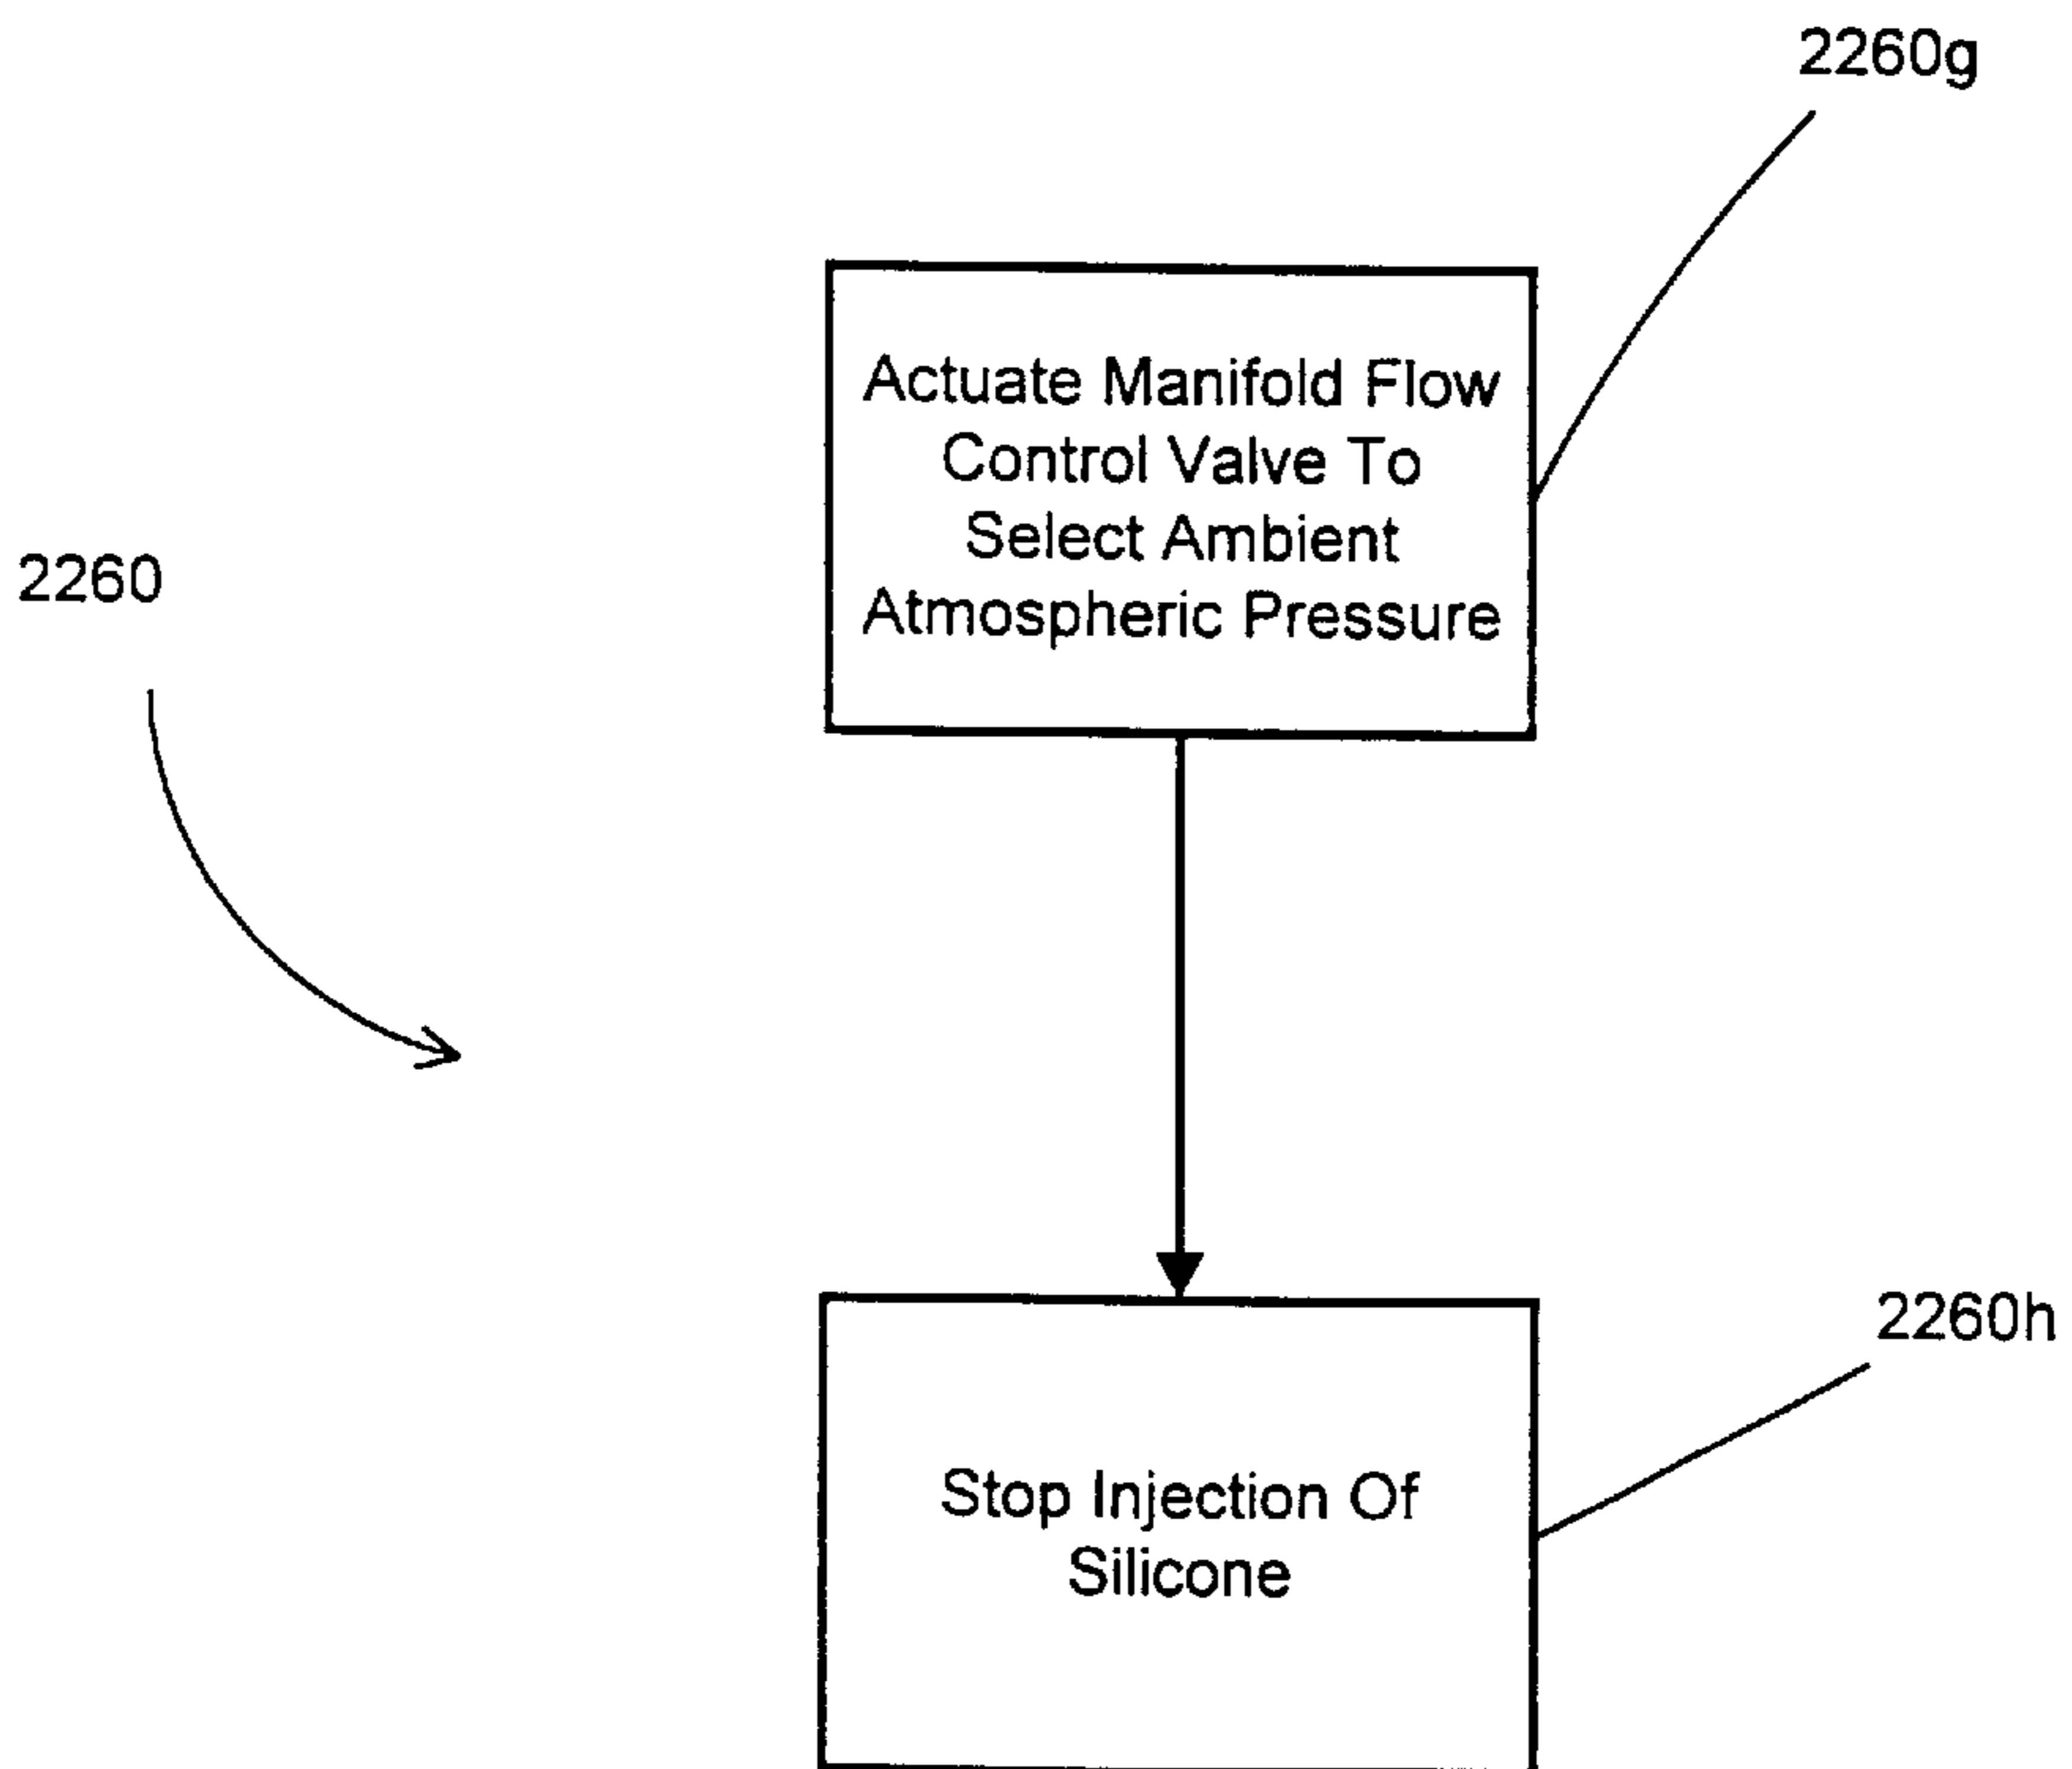 2260g
Actuate Manifold Flow
Control Valve To
Select Ambient
Atmospheric Pressure
2260
2260h
Stop Injection Of
Silicone